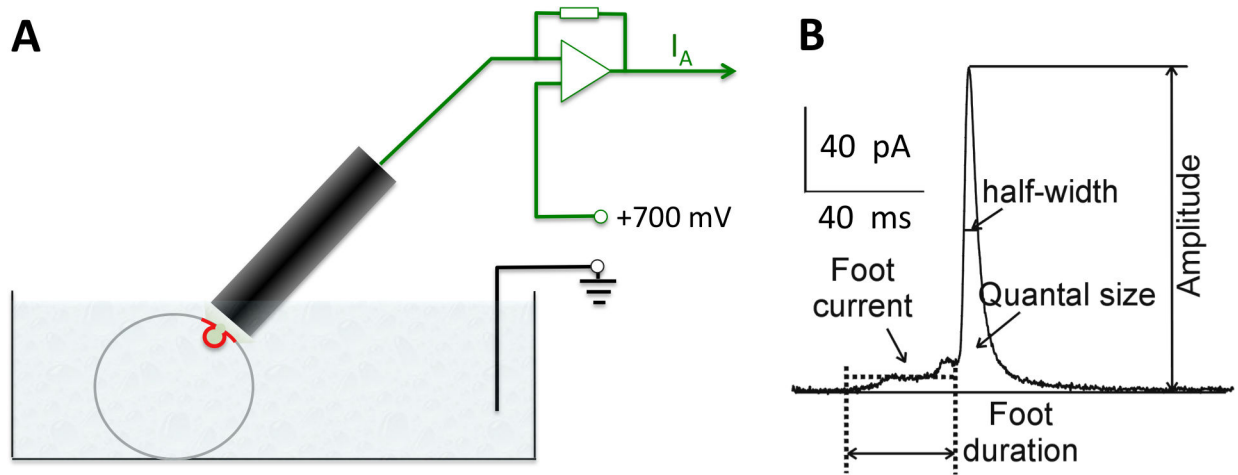 A
I_A
+700 mV
B
40 pA
40 ms
half-width
Amplitude
Foot
current
Quantal size
Foot
duration